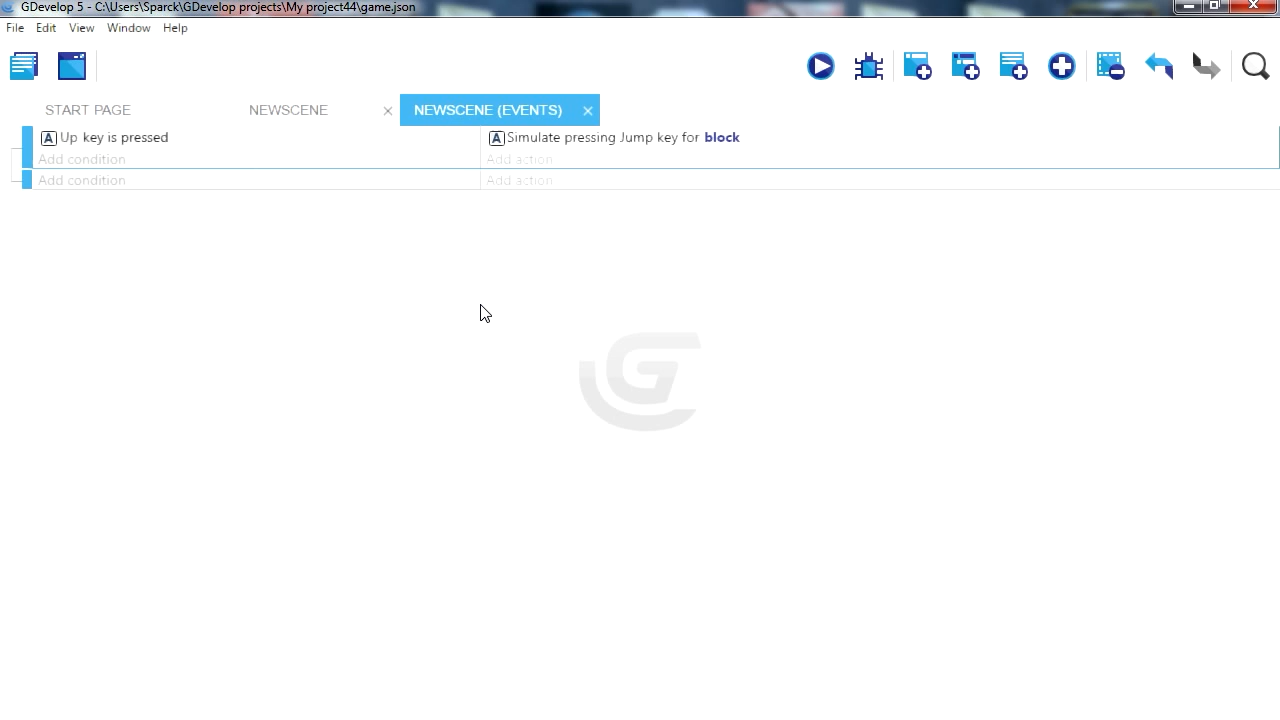 GDevelop 5 - C:\Users\Sparck\GDevelop projects\My project44\game.json
File Edit View Window Help
START PAGE NEWSCENE NEWSCENE (EVENTS)
A Up key is pressed A Simulate pressing Jump key for block
Add condition Add action
Add condition Add action